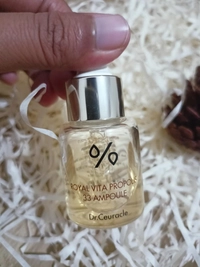 %
ROYAL VITA PROPOLIS
33 AMPOULE
Dr.Ceuracle